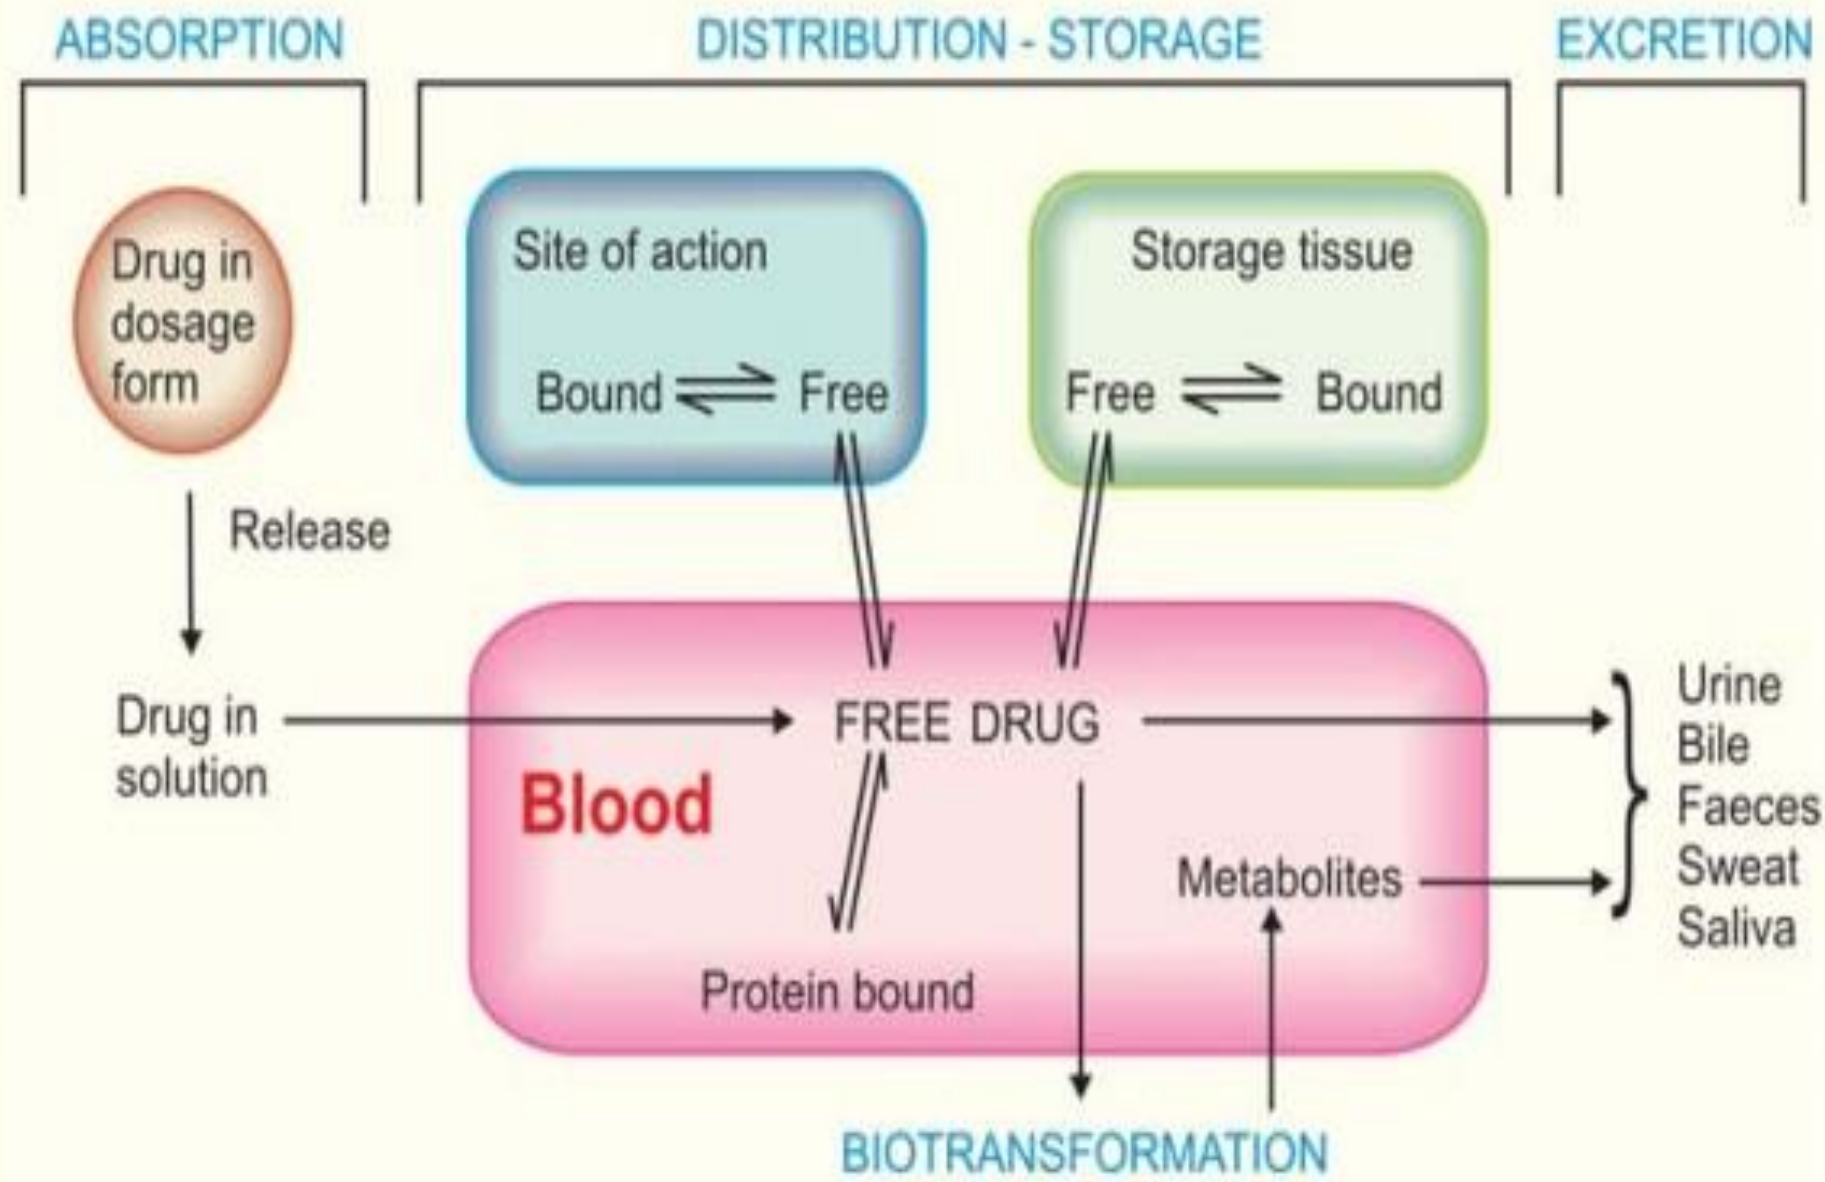 ABSORPTION
DISTRIBUTION - STORAGE
EXCRETION
Drug in
dosage
form
Release
Drug in
solution
Site of action
Bound ⇌ Free
Storage tissue
Free ⇌ Bound
FREE DRUG
Blood
Protein bound
Metabolites
BIOTRANSFORMATION
Urine
Bile
Faeces
Sweat
Saliva